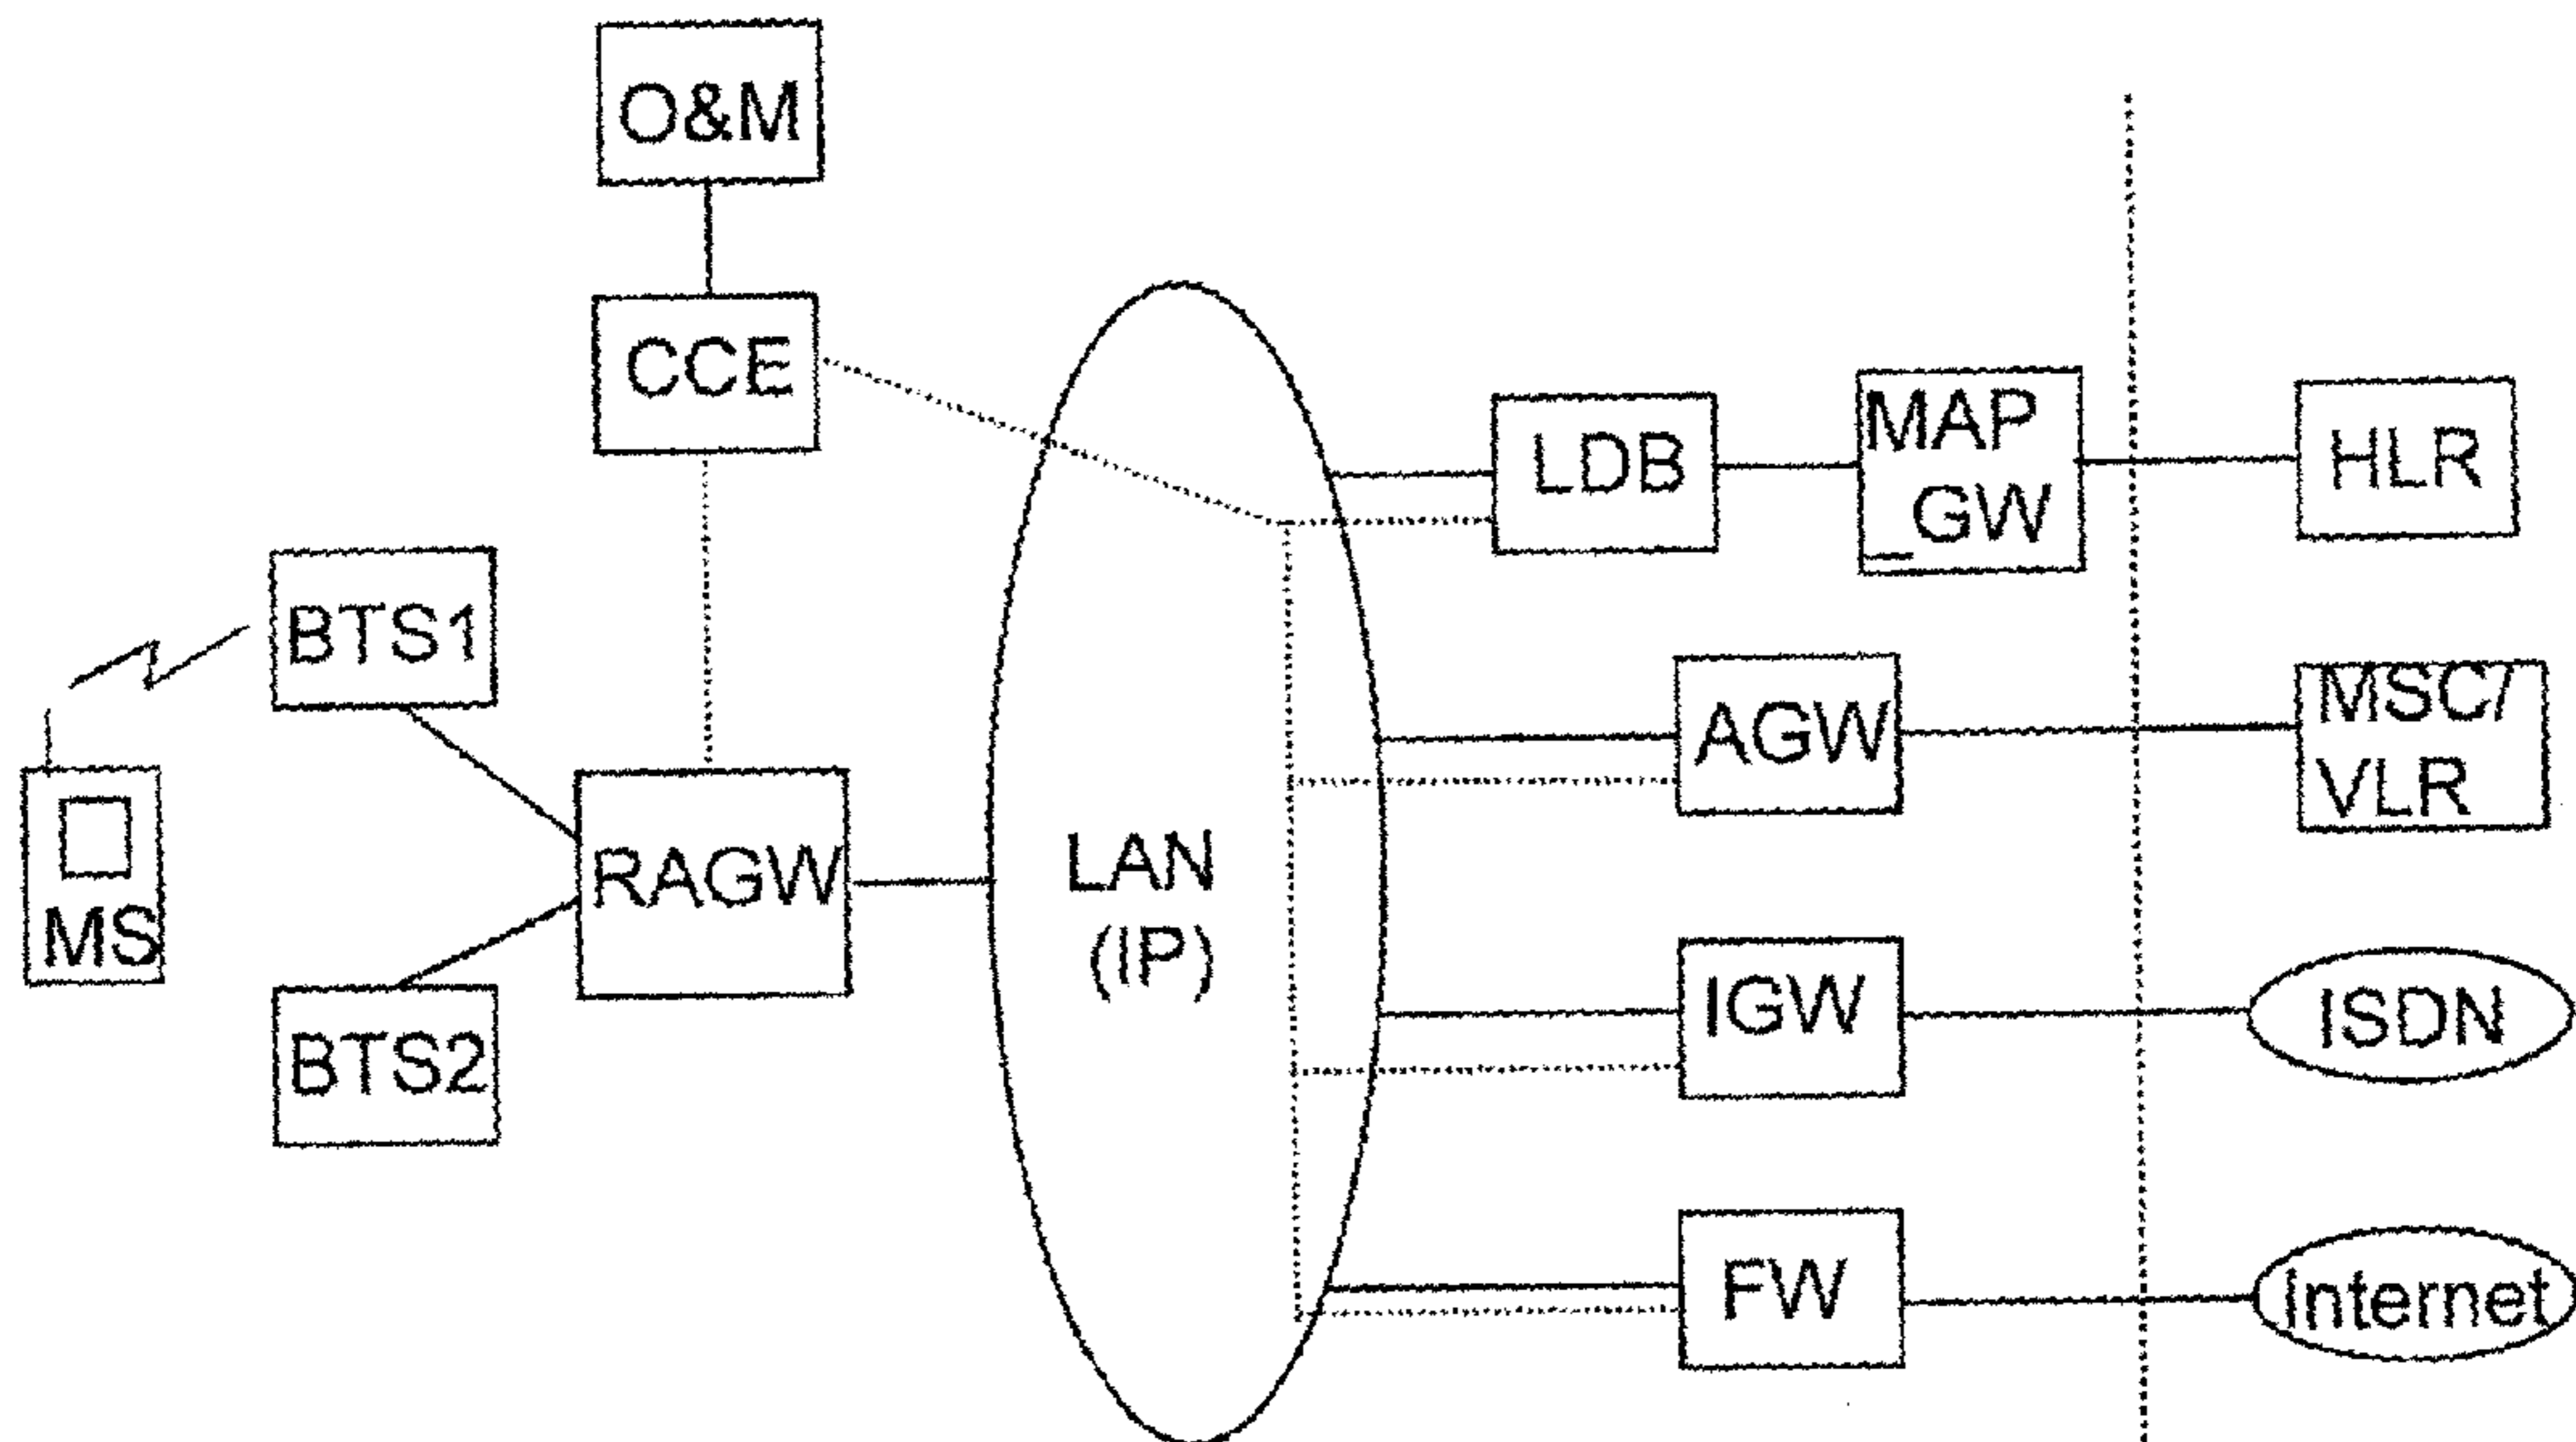 O&M
CCE
LDB
MAP
_GW
HLR
BTS1
AGW
MSC/
VLR
MS
RAGW
LAN
(IP)
BTS2
IGW
ISDN
FW
Internet